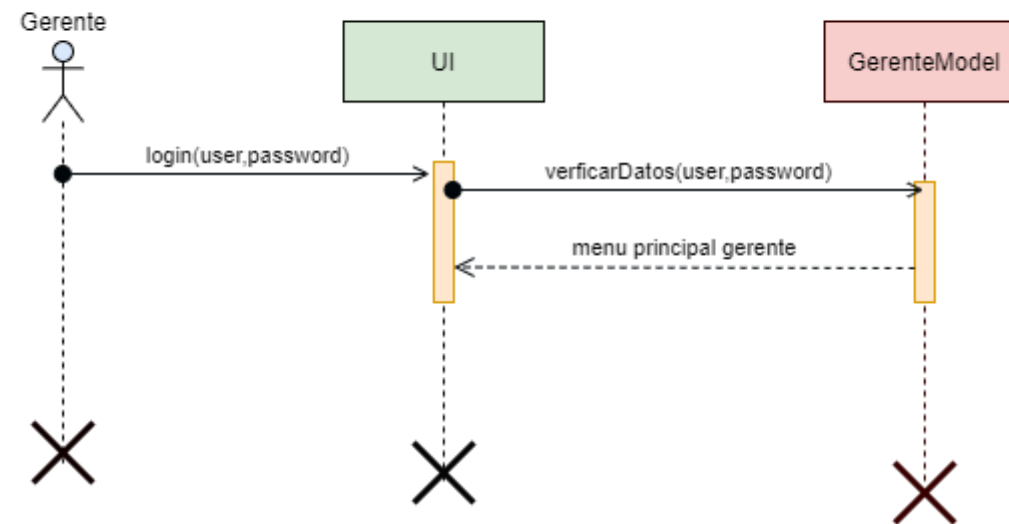 Gerente
UI
GerenteModel
login(user,password)
verficarDatos(user,password)
menu principal gerente